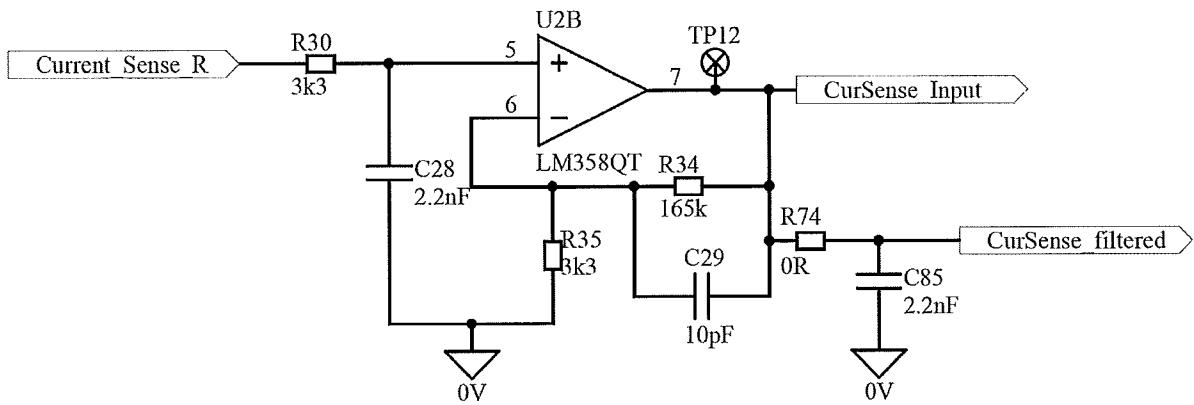 U2B
TP12
R30
Current_Sense_R
3k3
5
+
7
CurSense_Input
6
−
LM358QT
C28
2.2nF
R34
165k
R35
3k3
R74
0R
CurSense_filtered
C29
10pF
C85
2.2nF
0V
0V